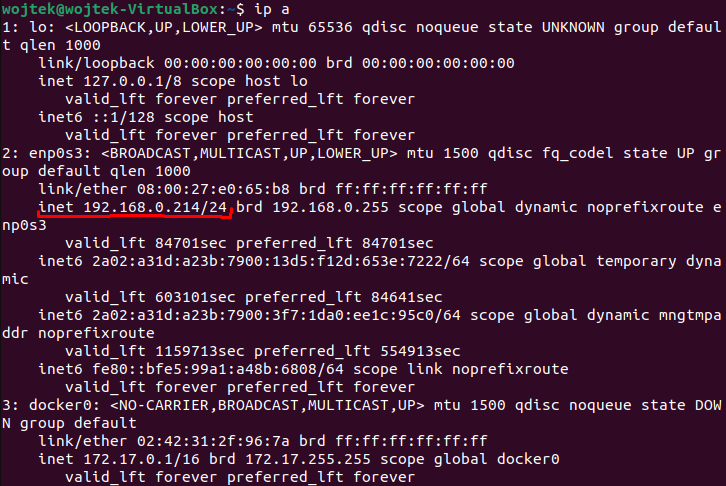 wojtek@wojtek-VirtualBox:~$ ip a
1: lo: <LOOPBACK,UP,LOWER_UP> mtu 65536 qdisc noqueue state UNKNOWN group defaul
t qlen 1000
    link/loopback 00:00:00:00:00:00 brd 00:00:00:00:00:00
    inet 127.0.0.1/8 scope host lo
       valid_lft forever preferred_lft forever
    inet6 ::1/128 scope host
       valid_lft forever preferred_lft forever
2: enp0s3: <BROADCAST,MULTICAST,UP,LOWER_UP> mtu 1500 qdisc fq_codel state UP gr
oup default qlen 1000
    link/ether 08:00:27:e0:65:b8 brd ff:ff:ff:ff:ff:ff
    inet 192.168.0.214/24 brd 192.168.0.255 scope global dynamic noprefixroute e
np0s3
       valid_lft 84701sec preferred_lft 84701sec
    inet6 2a02:a31d:a23b:7900:13d5:f12d:653e:7222/64 scope global temporary dyna
mic
       valid_lft 603101sec preferred_lft 84641sec
    inet6 2a02:a31d:a23b:7900:3f7:1da0:ee1c:95c0/64 scope global dynamic mngtmpa
ddr noprefixroute
       valid_lft 1159713sec preferred_lft 554913sec
    inet6 fe80::bfe5:99a1:a48b:6808/64 scope link noprefixroute
       valid_lft forever preferred_lft forever
3: docker0: <NO-CARRIER,BROADCAST,MULTICAST,UP> mtu 1500 qdisc noqueue state DOW
N group default
    link/ether 02:42:31:2f:96:7a brd ff:ff:ff:ff:ff:ff
    inet 172.17.0.1/16 brd 172.17.255.255 scope global docker0
       valid_lft forever preferred_lft forever